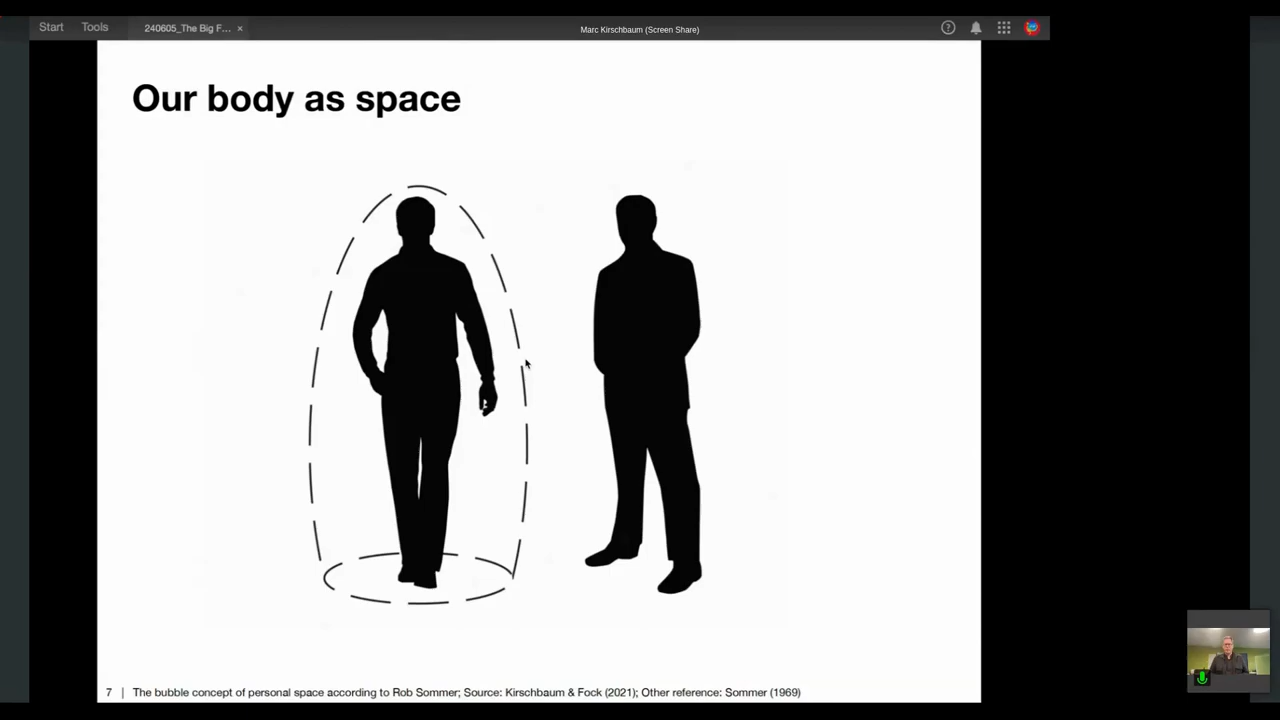 Start Tools 240605_The Big F... × Marc Kirschbaum (Screen Share)
Our body as space
7 | The bubble concept of personal space according to Rob Sommer; Source: Kirschbaum & Fock (2021); Other reference: Sommer (1969)